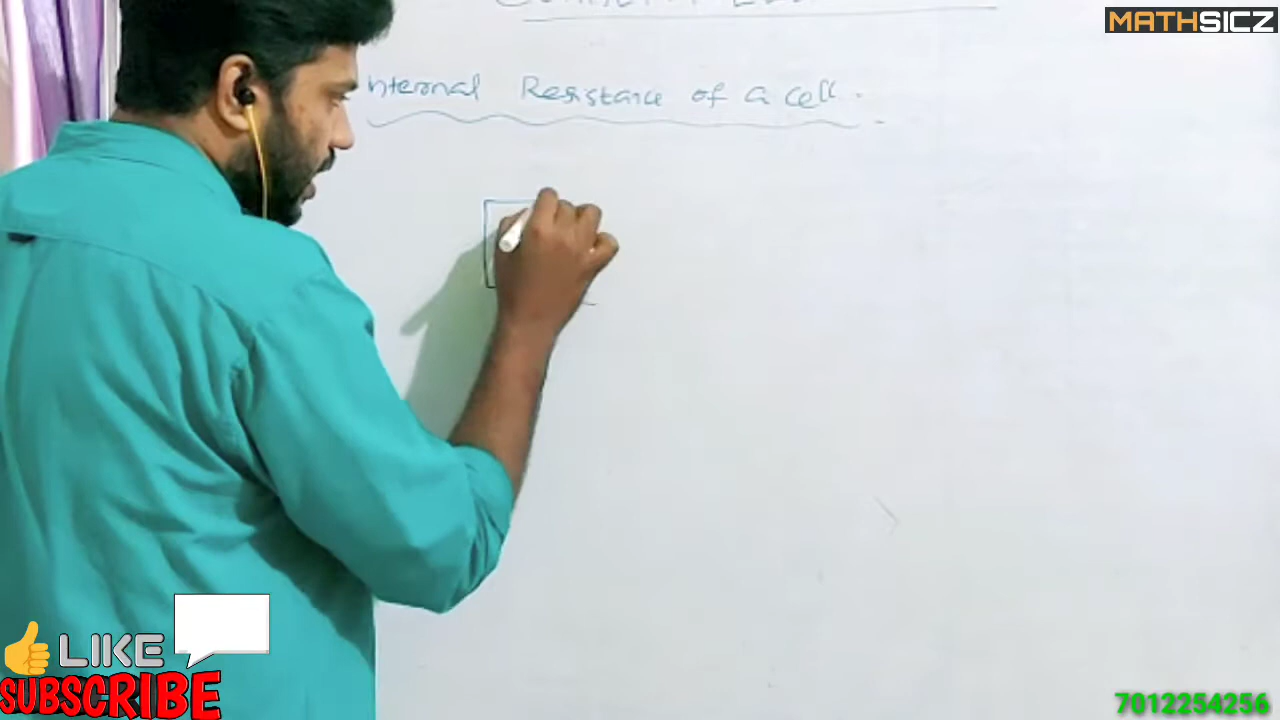 MATHSICZ
nternal Resistance of a cell.
LIKE
SUBSCRIBE
7012254256